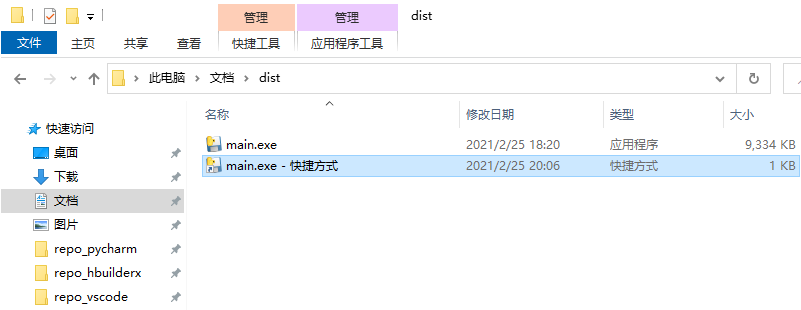 管理 管理 dist
文件 主页 共享 查看 快捷工具 应用程序工具
此电脑 文档 dist
名称 修改日期 类型 大小
快速访问
main.exe 2021/2/25 18:20 应用程序 9,334 KB
桌面
main.exe - 快捷方式 2021/2/25 20:06 快捷方式 1 KB
下载
文档
图片
repo_pycharm
repo_hbuilderx
repo_vscode